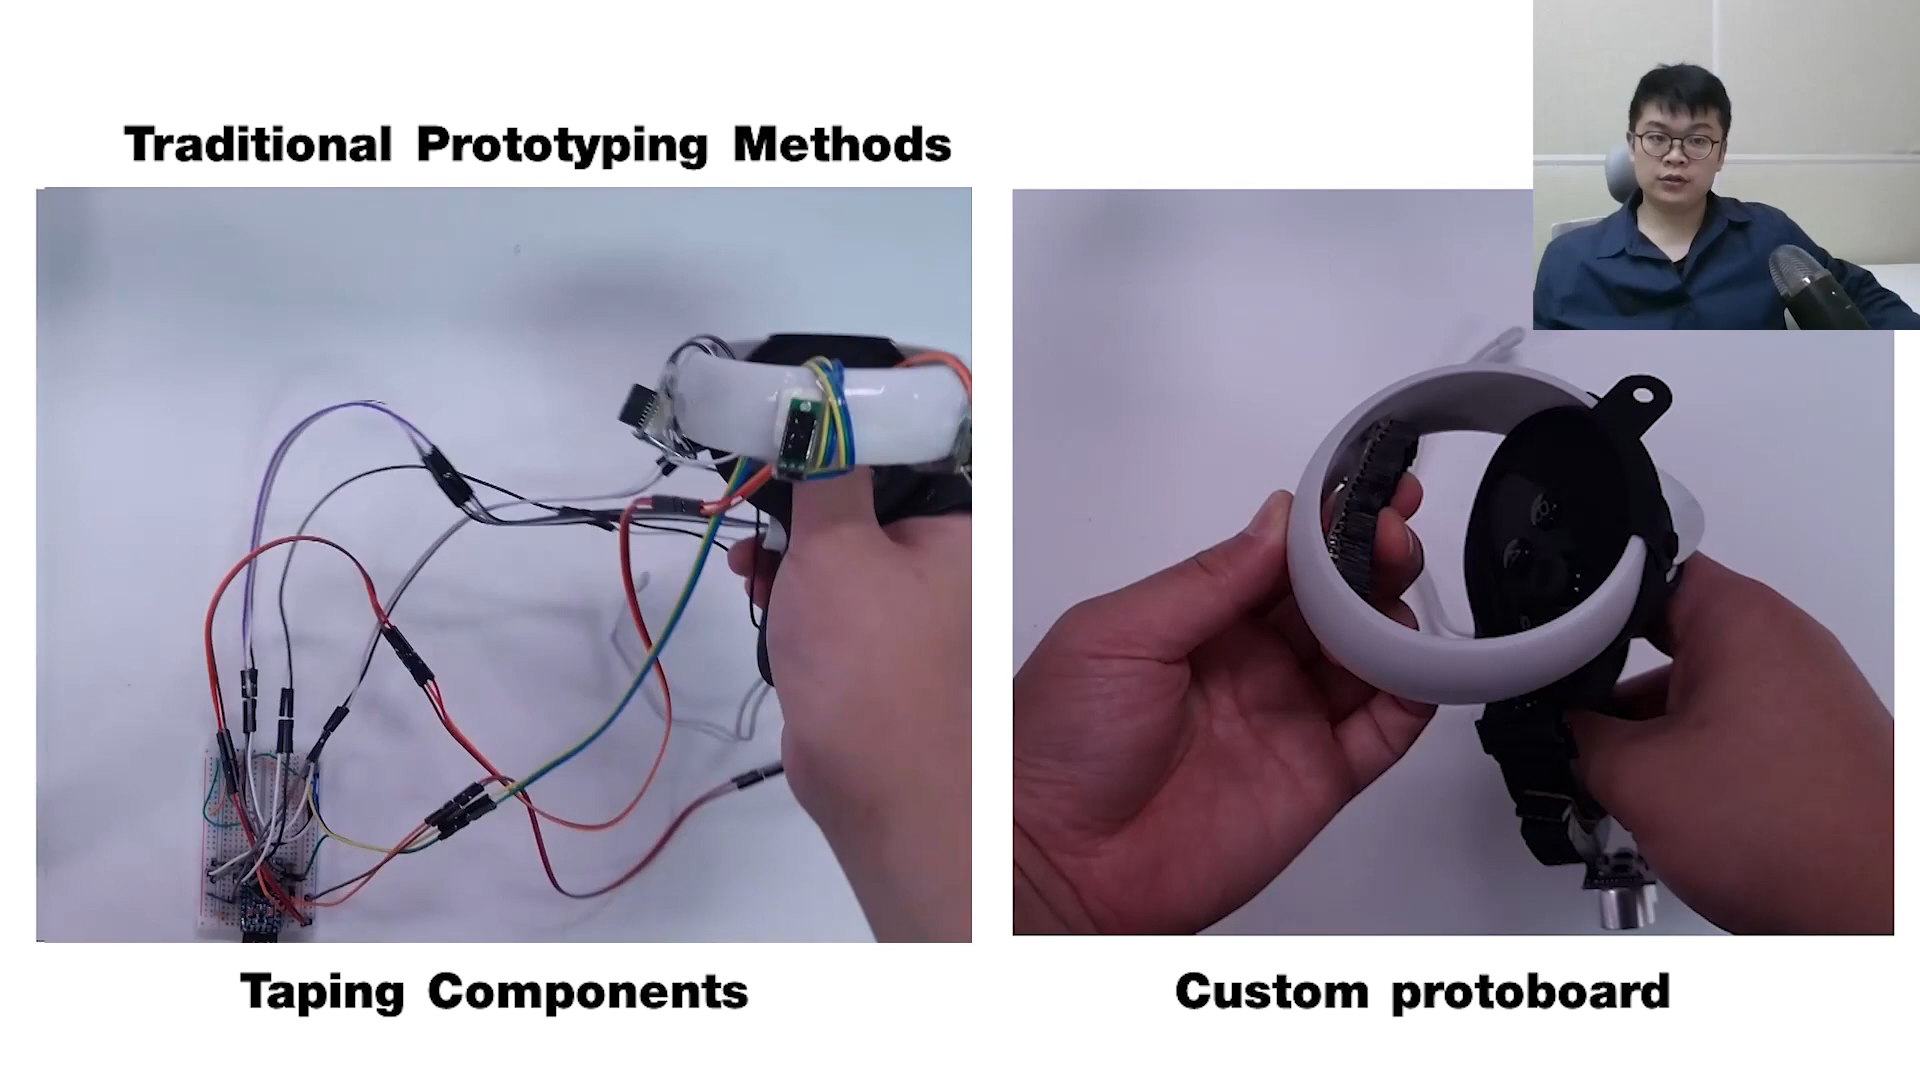 Traditional Prototyping Methods
Taping Components
Custom protoboard